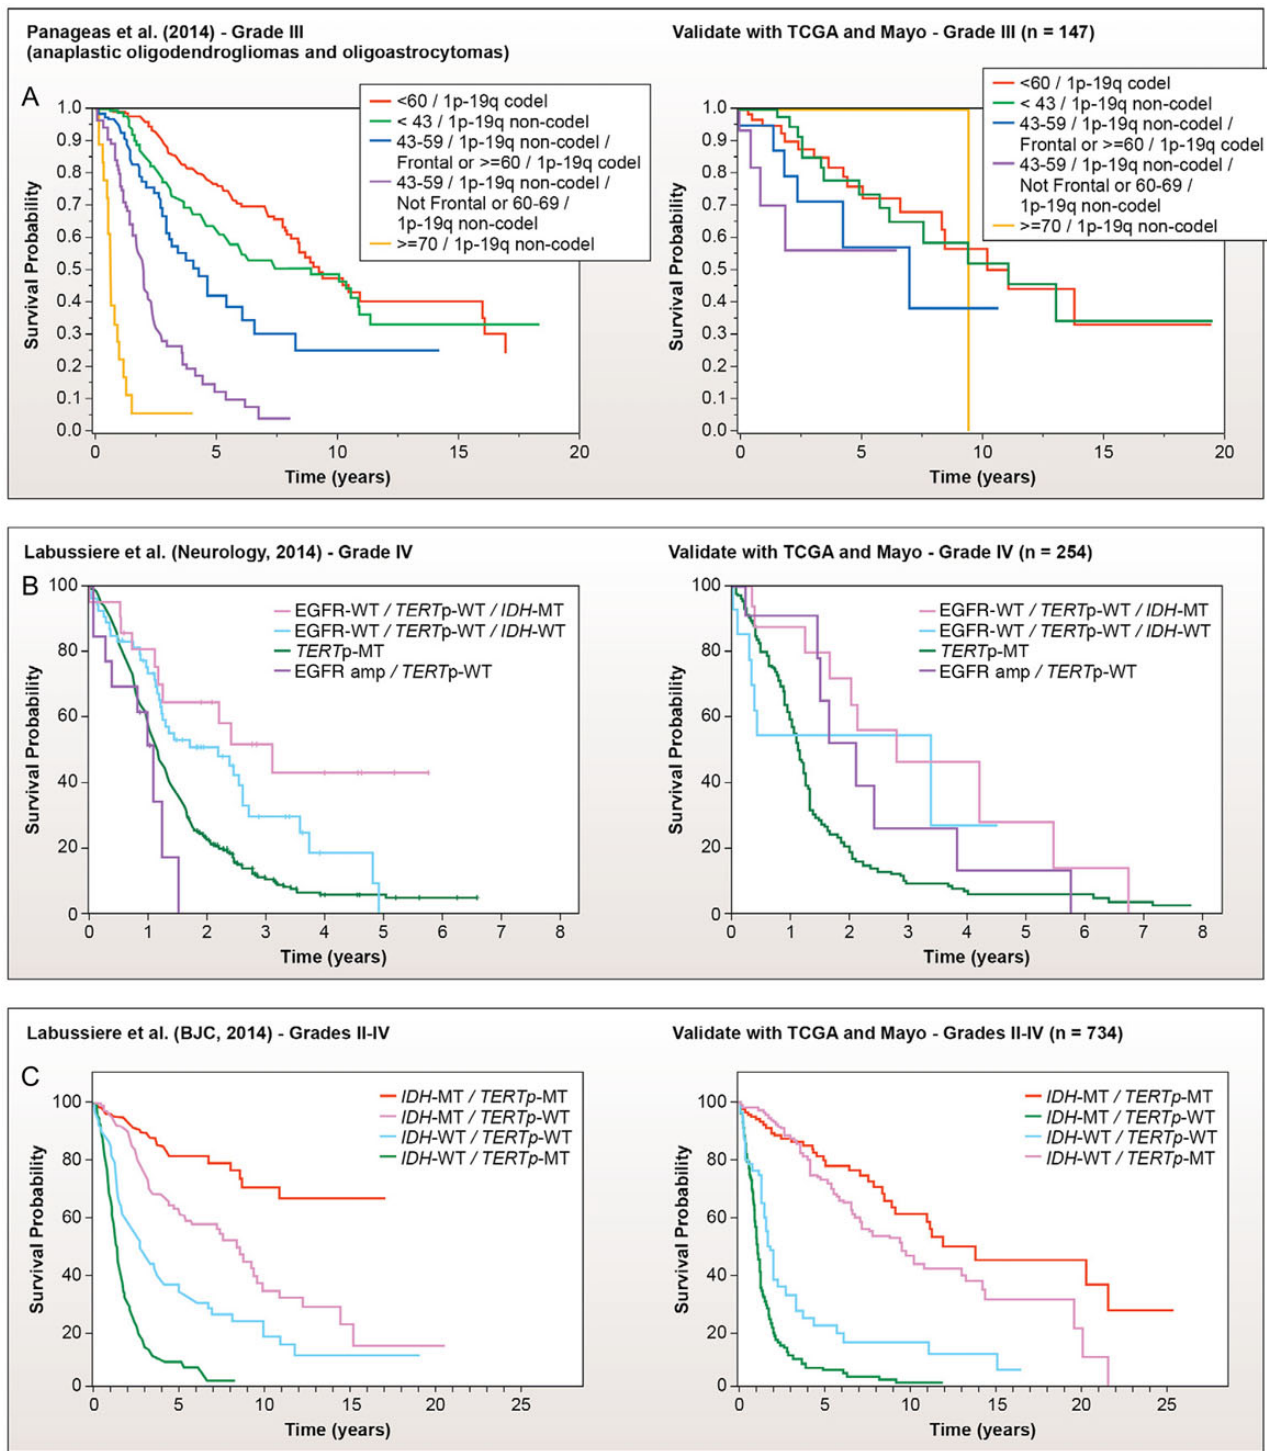 Panageas et al. (2014) - Grade III
(anaplastic oligodendrogliomas and oligoastrocytomas)
A
<60 / 1p-19q codel
< 43 / 1p-19q non-codel
43-59 / 1p-19q non-codel /
Frontal or >=60 / 1p-19q codel
43-59 / 1p-19q non-codel /
Not Frontal or 60-69 /
1p-19q non-codel
>=70 / 1p-19q non-codel
Survival Probability
1.0
0.9
0.8
0.7
0.6
0.5
0.4
0.3
0.2
0.1
0.0
0 5 10 15 20
Time (years)
Validate with TCGA and Mayo - Grade III (n = 147)
<60 / 1p-19q codel
< 43 / 1p-19q non-codel
43-59 / 1p-19q non-codel /
Frontal or >=60 / 1p-19q codel
43-59 / 1p-19q non-codel /
Not Frontal or 60-69 /
1p-19q non-codel
>=70 / 1p-19q non-codel
Survival Probability
1.0
0.9
0.8
0.7
0.6
0.5
0.4
0.3
0.2
0.1
0.0
0 5 10 15 20
Time (years)
Labussiere et al. (Neurology, 2014) - Grade IV
B
EGFR-WT / TERTp-WT / IDH-MT
EGFR-WT / TERTp-WT / IDH-WT
TERTp-MT
EGFR amp / TERTp-WT
Survival Probability
100
80
60
40
20
0
0 1 2 3 4 5 6 7 8
Time (years)
Validate with TCGA and Mayo - Grade IV (n = 254)
EGFR-WT / TERTp-WT / IDH-MT
EGFR-WT / TERTp-WT / IDH-WT
TERTp-MT
EGFR amp / TERTp-WT
Survival Probability
100
80
60
40
20
0
0 1 2 3 4 5 6 7 8
Time (years)
Labussiere et al. (BJC, 2014) - Grades II-IV
C
IDH-MT / TERTp-MT
IDH-MT / TERTp-WT
IDH-WT / TERTp-WT
IDH-WT / TERTp-MT
Survival Probability
100
80
60
40
20
0
0 5 10 15 20 25
Time (years)
Validate with TCGA and Mayo - Grades II-IV (n = 734)
IDH-MT / TERTp-MT
IDH-MT / TERTp-WT
IDH-WT / TERTp-WT
IDH-WT / TERTp-MT
Survival Probability
100
80
60
40
20
0
0 5 10 15 20 25
Time (years)